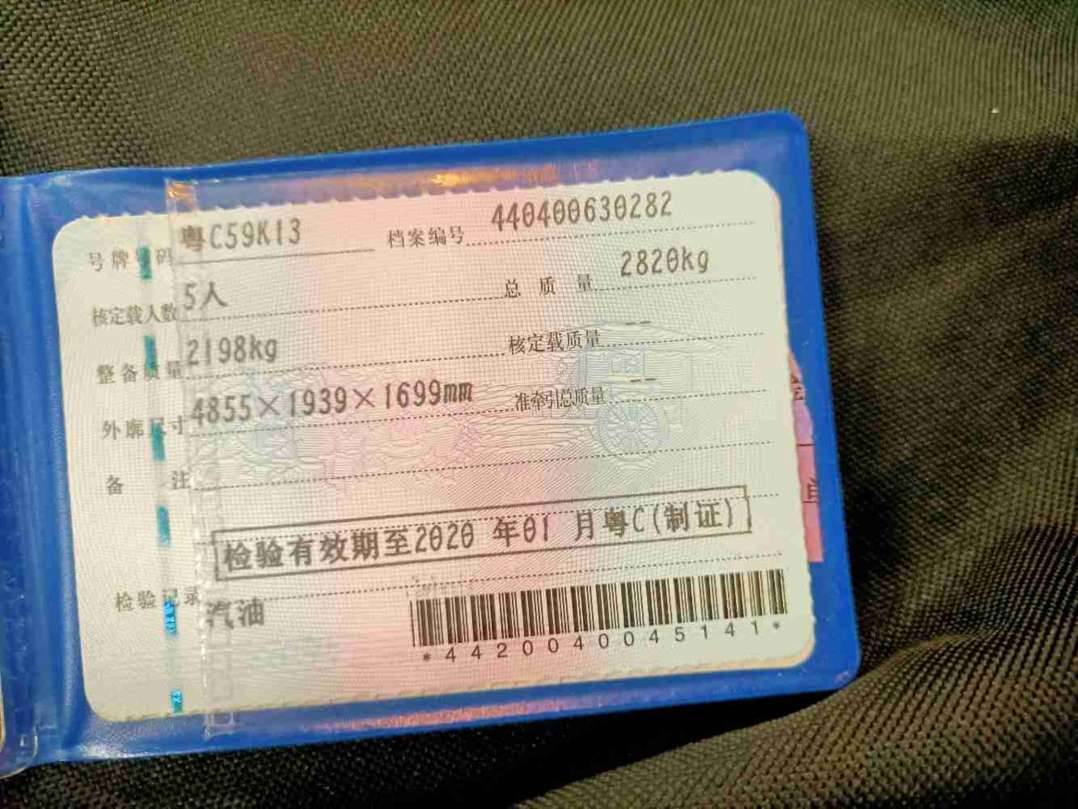 号牌号码 粤C59K13 档案编号 440400630282
核定载人数 5人 总质量 2820kg
整备质量 2198kg 核定载质量 --
外廓尺寸 4855×1939×1699mm 准牵引总质量 --
备注
检验有效期至2020 年01 月粤C(制证)
检验记录
汽油
*4420040045141*